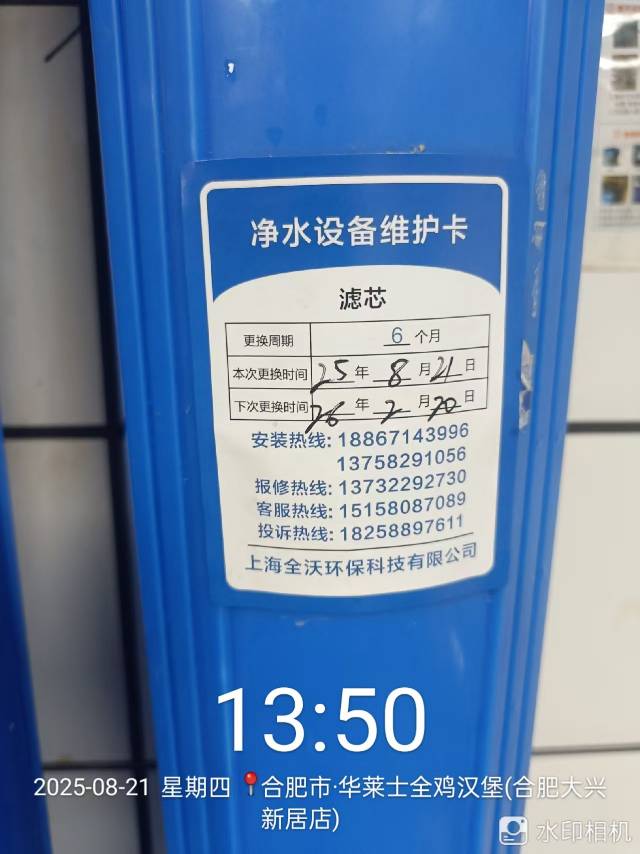 净水设备维护卡
滤芯
更换周期 6 个月
本次更换时间 25 年 8 月 21 日
下次更换时间 26 年 2 月 20 日
安装热线: 18867143996
13758291056
报修热线: 13732292730
客服热线: 15158087089
投诉热线: 18258897611
上海全沃环保科技有限公司
13:50
2025-08-21 星期四 合肥市·华莱士全鸡汉堡(合肥大兴
新居店)
水印相机